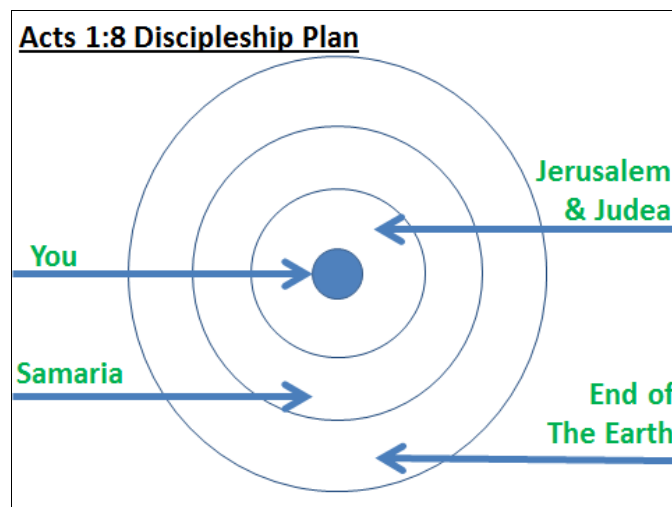 Acts 1:8 Discipleship Plan
Jerusalem
& Judea
You
Samaria
End of
The Earth